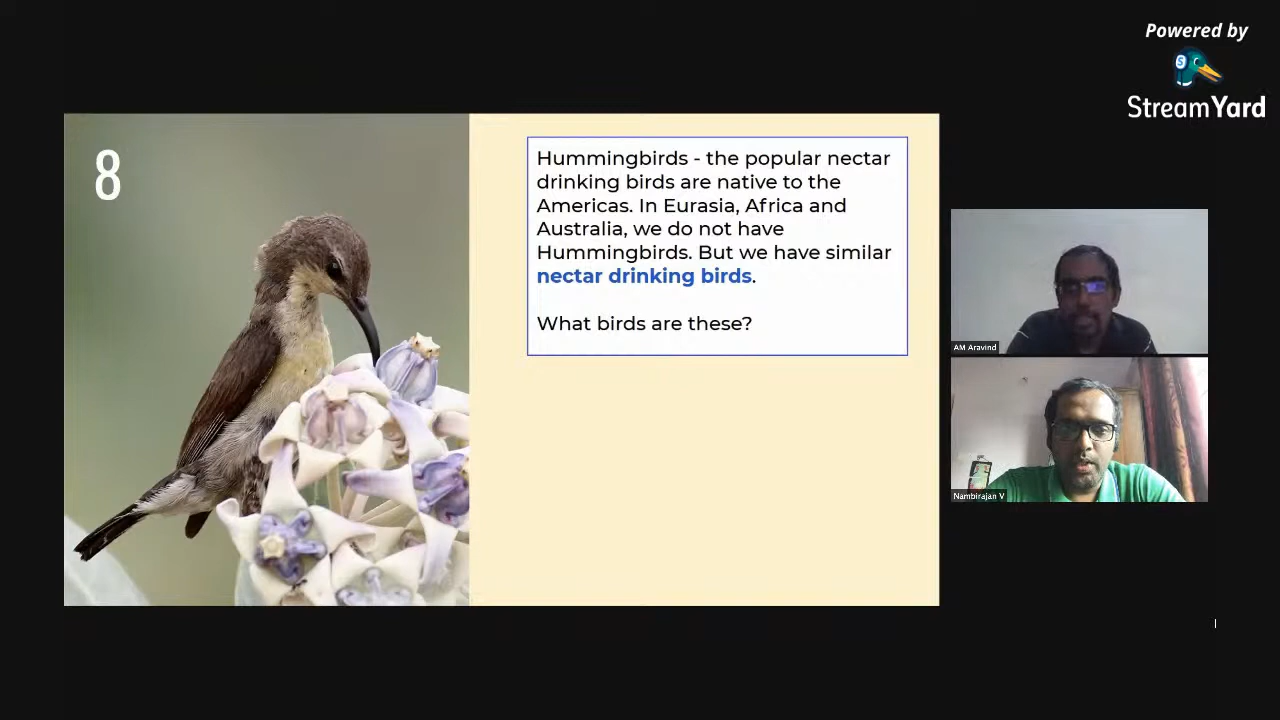 Powered by
S
StreamYard
8
Hummingbirds - the popular nectar
drinking birds are native to the
Americas. In Eurasia, Africa and
Australia, we do not have
Hummingbirds. But we have similar
nectar drinking birds.
What birds are these?
AM Aravind
Nambirajan V